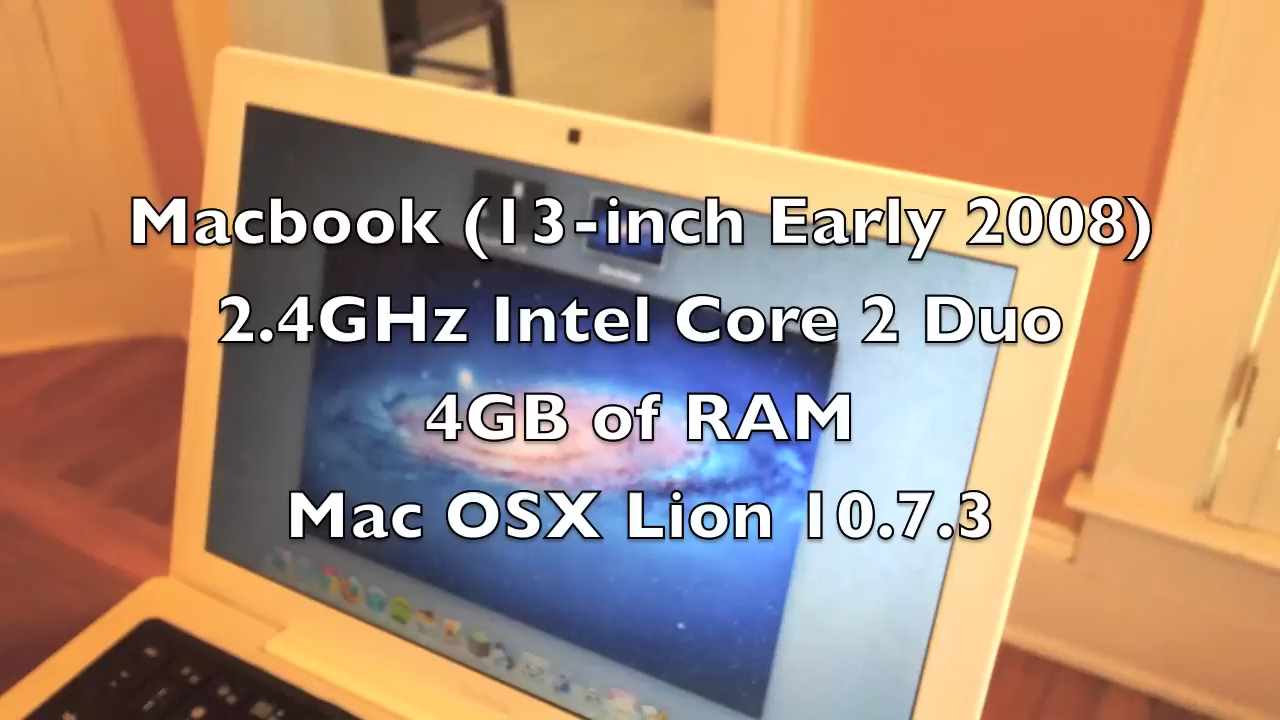 Macbook (13-inch Early 2008)
2.4GHz Intel Core 2 Duo
4GB of RAM
Mac OSX Lion 10.7.3